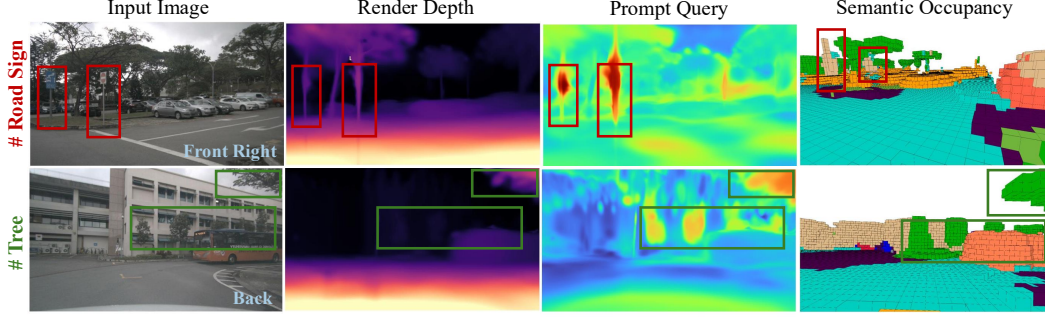 Input Image Render Depth Prompt Query Semantic Occupancy
# Road Sign
Front Right
# Tree
Back